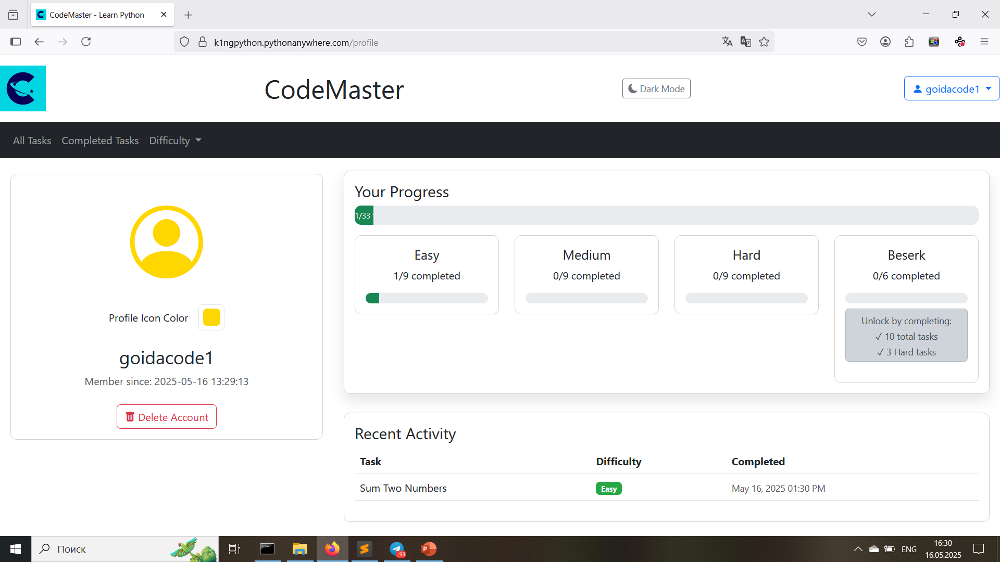 CodeMaster - Learn Python
k1ngpython.pythonanywhere.com/profile
CodeMaster
Dark Mode
goidacode1
All Tasks
Completed Tasks
Difficulty
Profile Icon Color
goidacode1
Member since: 2025-05-16 13:29:13
Delete Account
Your Progress
1/33
Easy
1/9 completed
Medium
0/9 completed
Hard
0/9 completed
Beserk
0/6 completed
Unlock by completing:
✓ 10 total tasks
✓ 3 Hard tasks
Recent Activity
Task Difficulty Completed
Sum Two Numbers Easy May 16, 2025 01:30 PM
Поиск
..93
ENG
16:30
16.05.2025